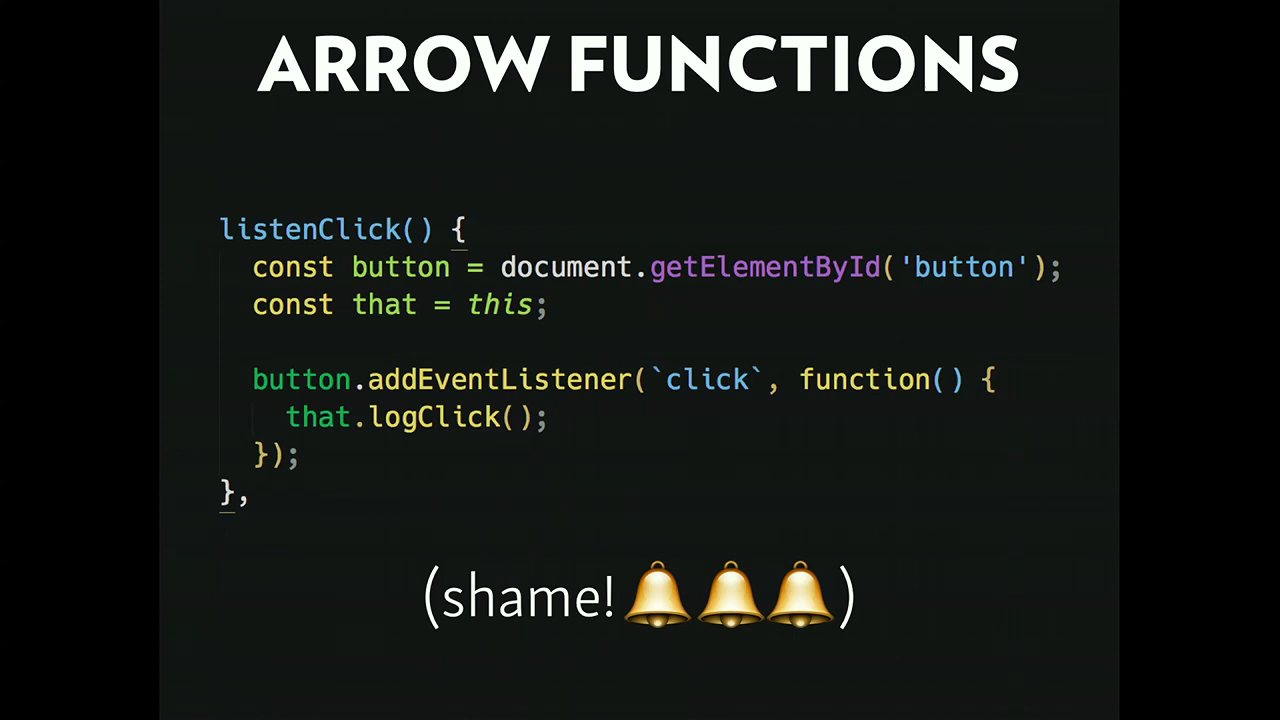 ARROW FUNCTIONS
listenClick() {
  const button = document.getElementById('button');
  const that = this;
  button.addEventListener(`click`, function() {
    that.logClick();
  });
},
(shame!🔔🔔🔔)